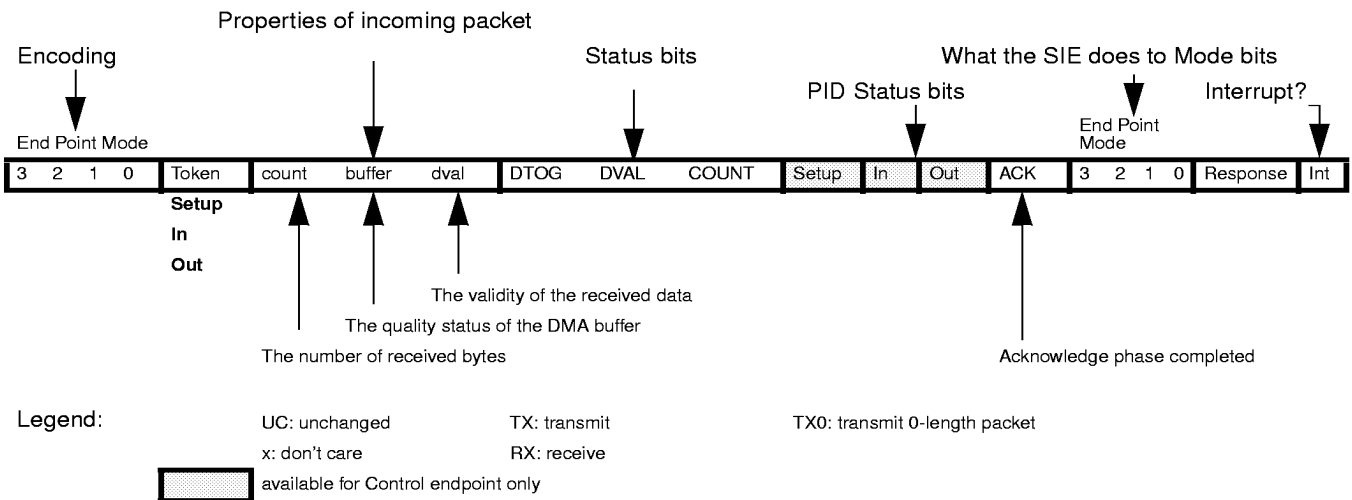 Properties of incoming packet
Encoding
Status bits
What the SIE does to Mode bits
PID Status bits
Interrupt?
End Point Mode
End Point
Mode
3 2 1 0 Token count buffer dval DTOG DVAL COUNT Setup In Out ACK 3 2 1 0 Response Int
Setup
In
Out
The validity of the received data
The quality status of the DMA buffer
The number of received bytes
Acknowledge phase completed
Legend:
UC: unchanged TX: transmit TX0: transmit 0-length packet
x: don't care RX: receive
available for Control endpoint only